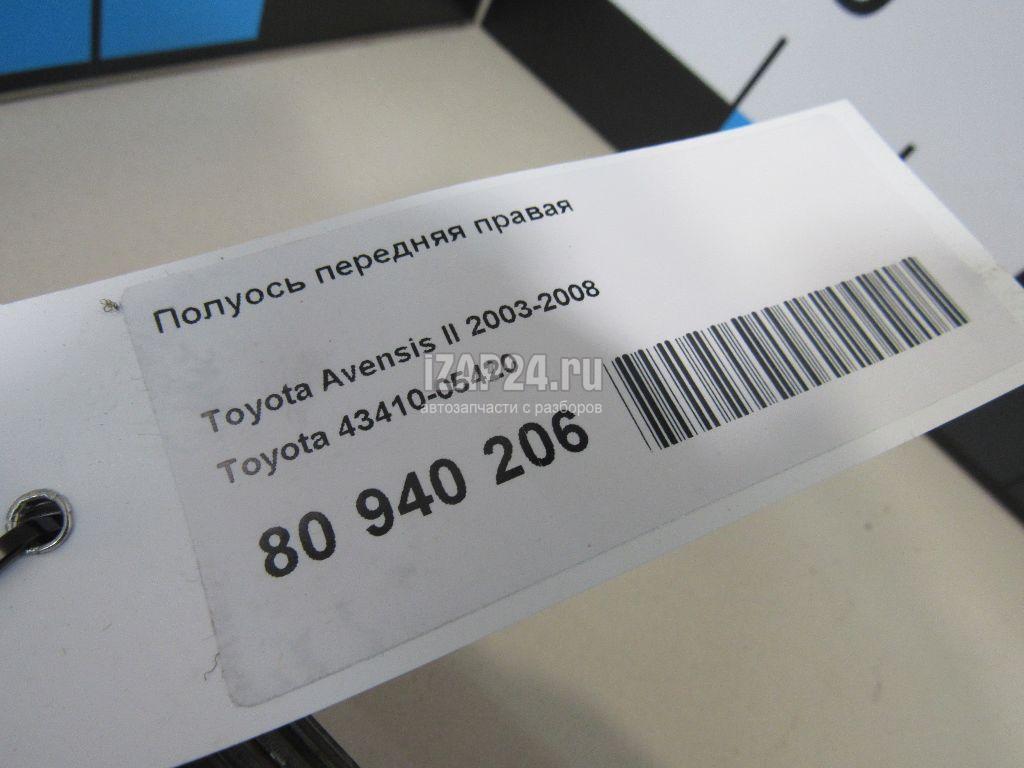 Полуось передняя правая
Toyota Avensis II 2003-2008
Toyota 43410-05420
80 940 206
iZAP24.ru
автозапчасти с разборов